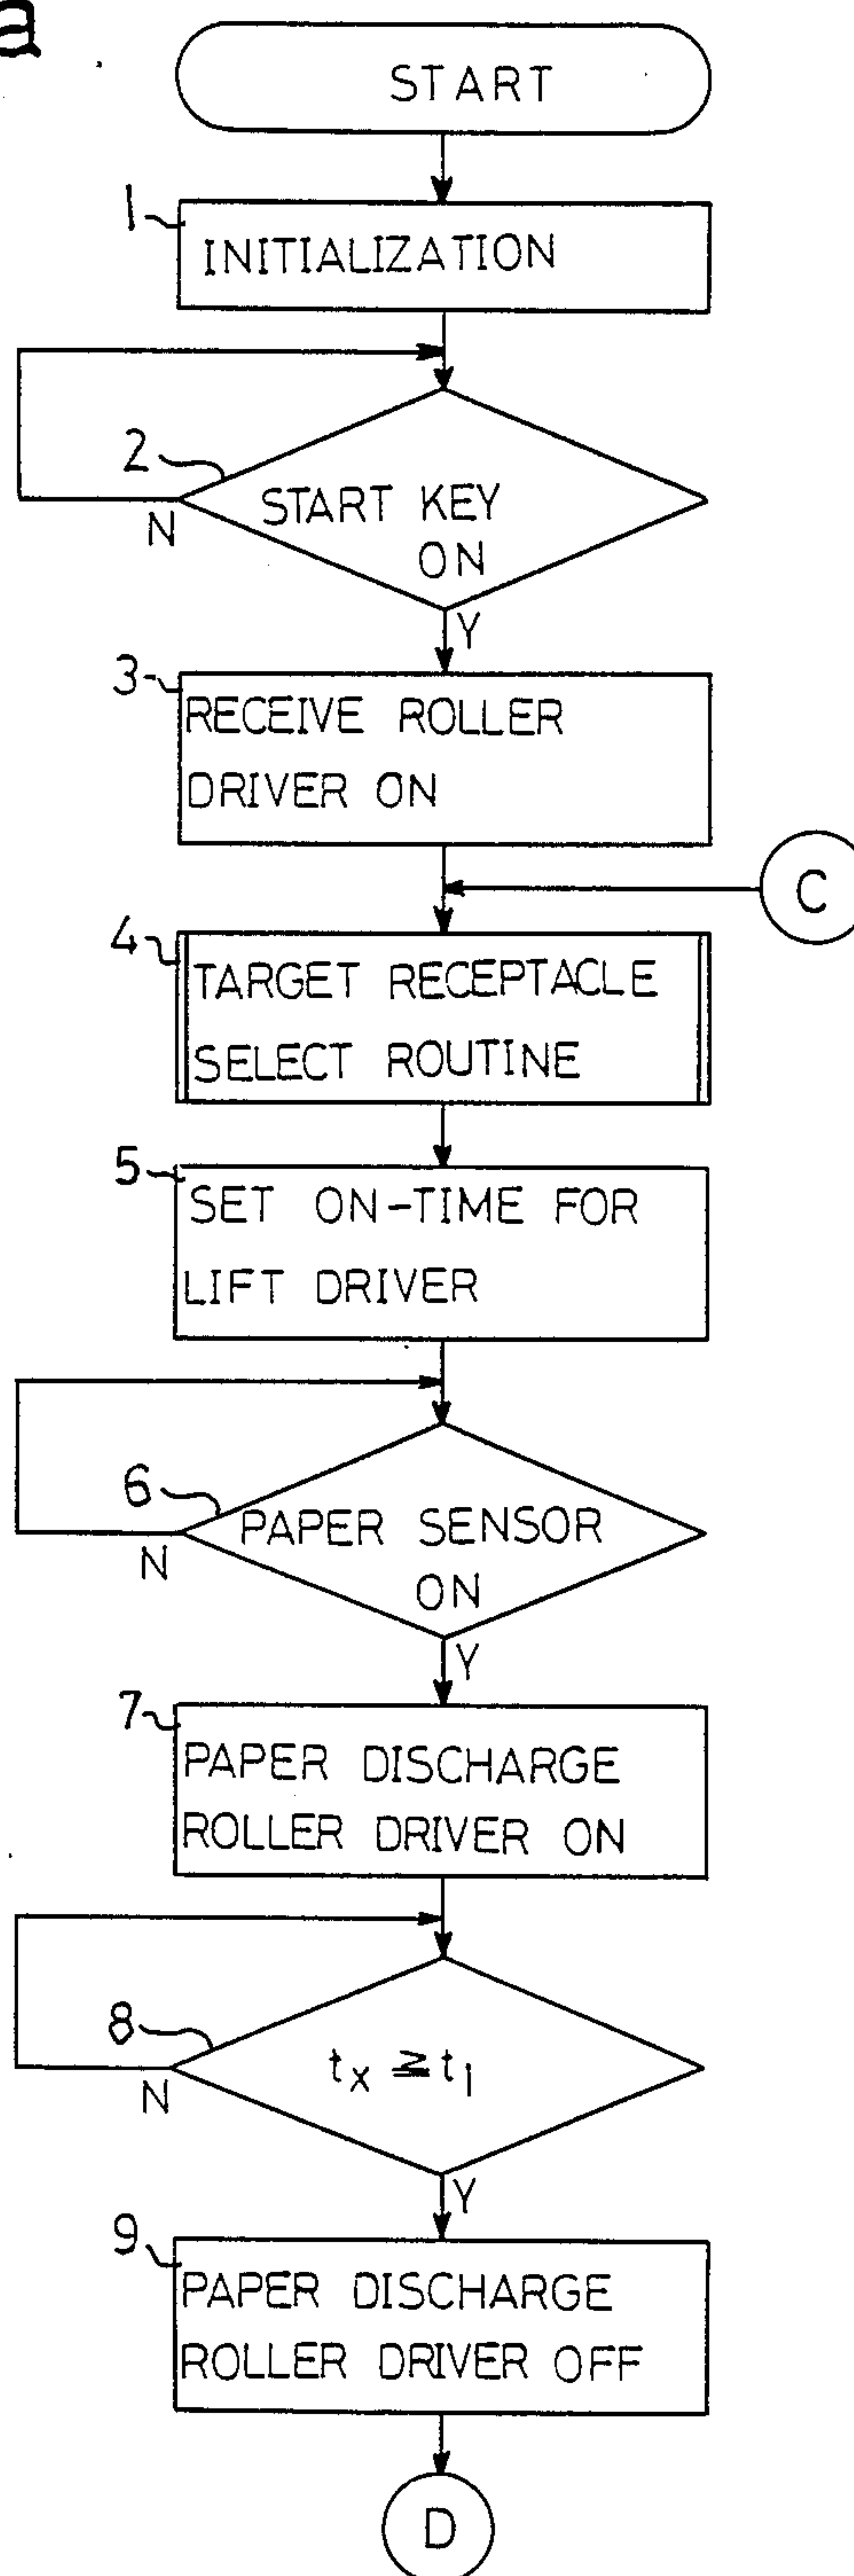 a
START
1
INITIALIZATION
2
START KEY
ON
N
Y
3
RECEIVE ROLLER
DRIVER ON
C
4
TARGET RECEPTACLE
SELECT ROUTINE
5
SET ON-TIME FOR
LIFT DRIVER
6
PAPER SENSOR
ON
N
Y
7
PAPER DISCHARGE
ROLLER DRIVER ON
8
tx ≧ t1
N
Y
9
PAPER DISCHARGE
ROLLER DRIVER OFF
D